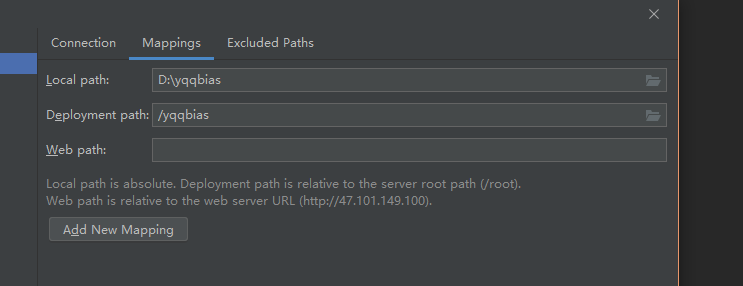 Connection Mappings Excluded Paths
Local path: D:\yqqbias
Deployment path: /yqqbias
Web path:
Local path is absolute. Deployment path is relative to the server root path (/root).
Web path is relative to the web server URL (http://47.101.149.100).
Add New Mapping